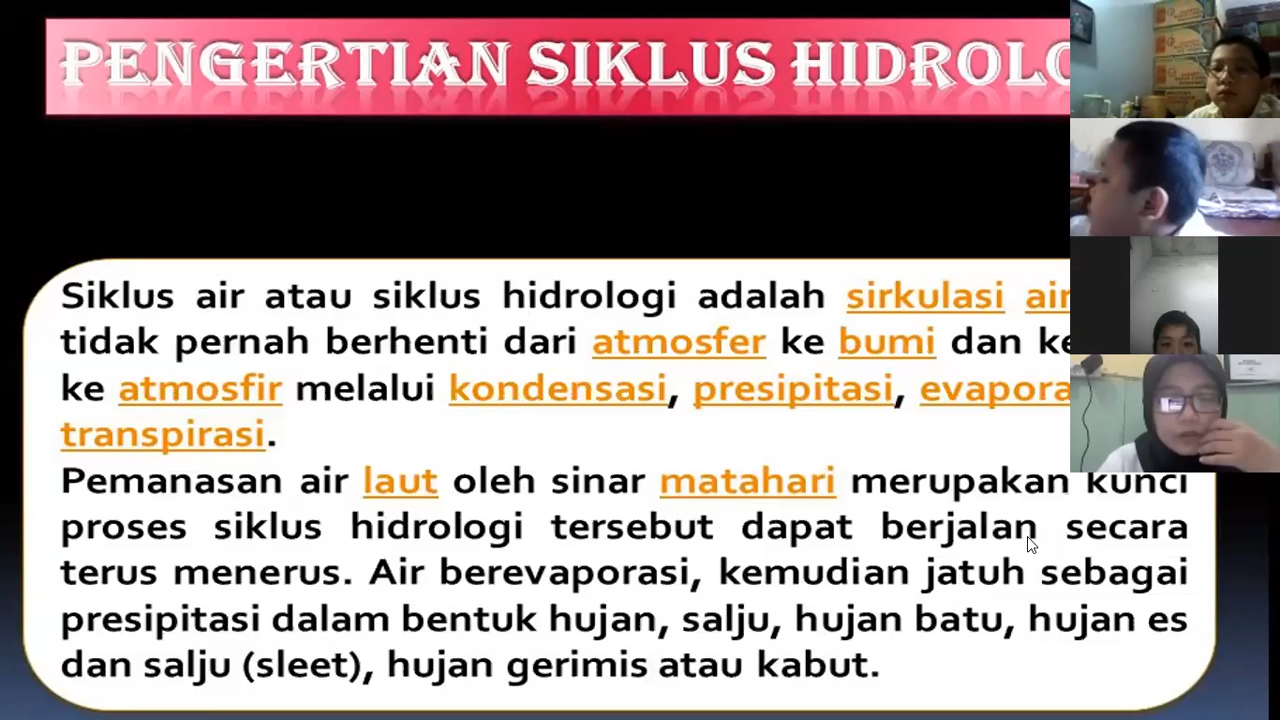 PENGERTIAN SIKLUS
Siklus air atau siklus hidrologi adalah sirkulasi air
tidak pernah berhenti dari atmosfer ke bumi dan
ke atmosfir melalui kondensasi, presipitasi,
transpirasi.
Pemanasan air laut oleh sinar matahari merupakan kunci
proses siklus hidrologi tersebut dapat berjalan secara
terus menerus. Air berevaporasi, kemudian jatuh sebagai
presipitasi dalam bentuk hujan, salju, hujan batu, hujan es
dan salju (sleet), hujan gerimis atau kabut.